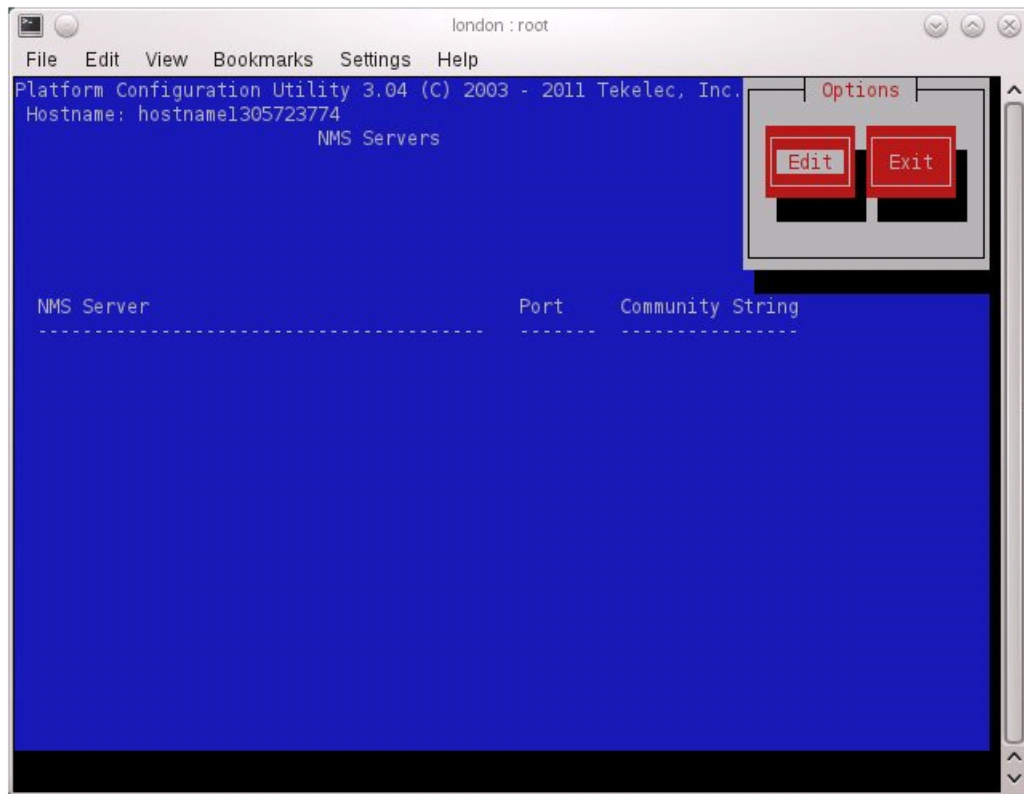 london : root
File Edit View Bookmarks Settings Help
Platform Configuration Utility 3.04 (C) 2003 - 2011 Tekelec, Inc.
Hostname: hostname1305723774
NMS Servers
Options
Edit Exit
NMS Server Port Community String
---------------------------------------- ------- ----------------